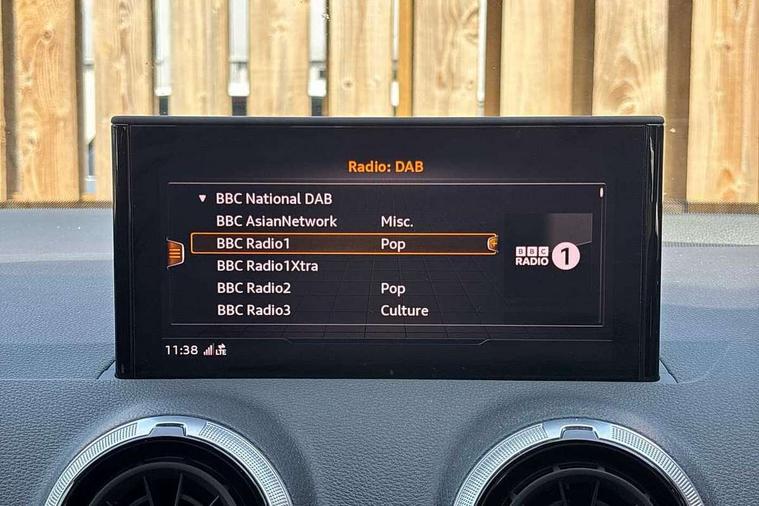 Radio: DAB
BBC National DAB
BBC AsianNetwork Misc.
BBC Radio1 Pop
BBC Radio1Xtra
BBC Radio2 Pop
BBC Radio3 Culture
BBC
RADIO 1
11:38 LTE